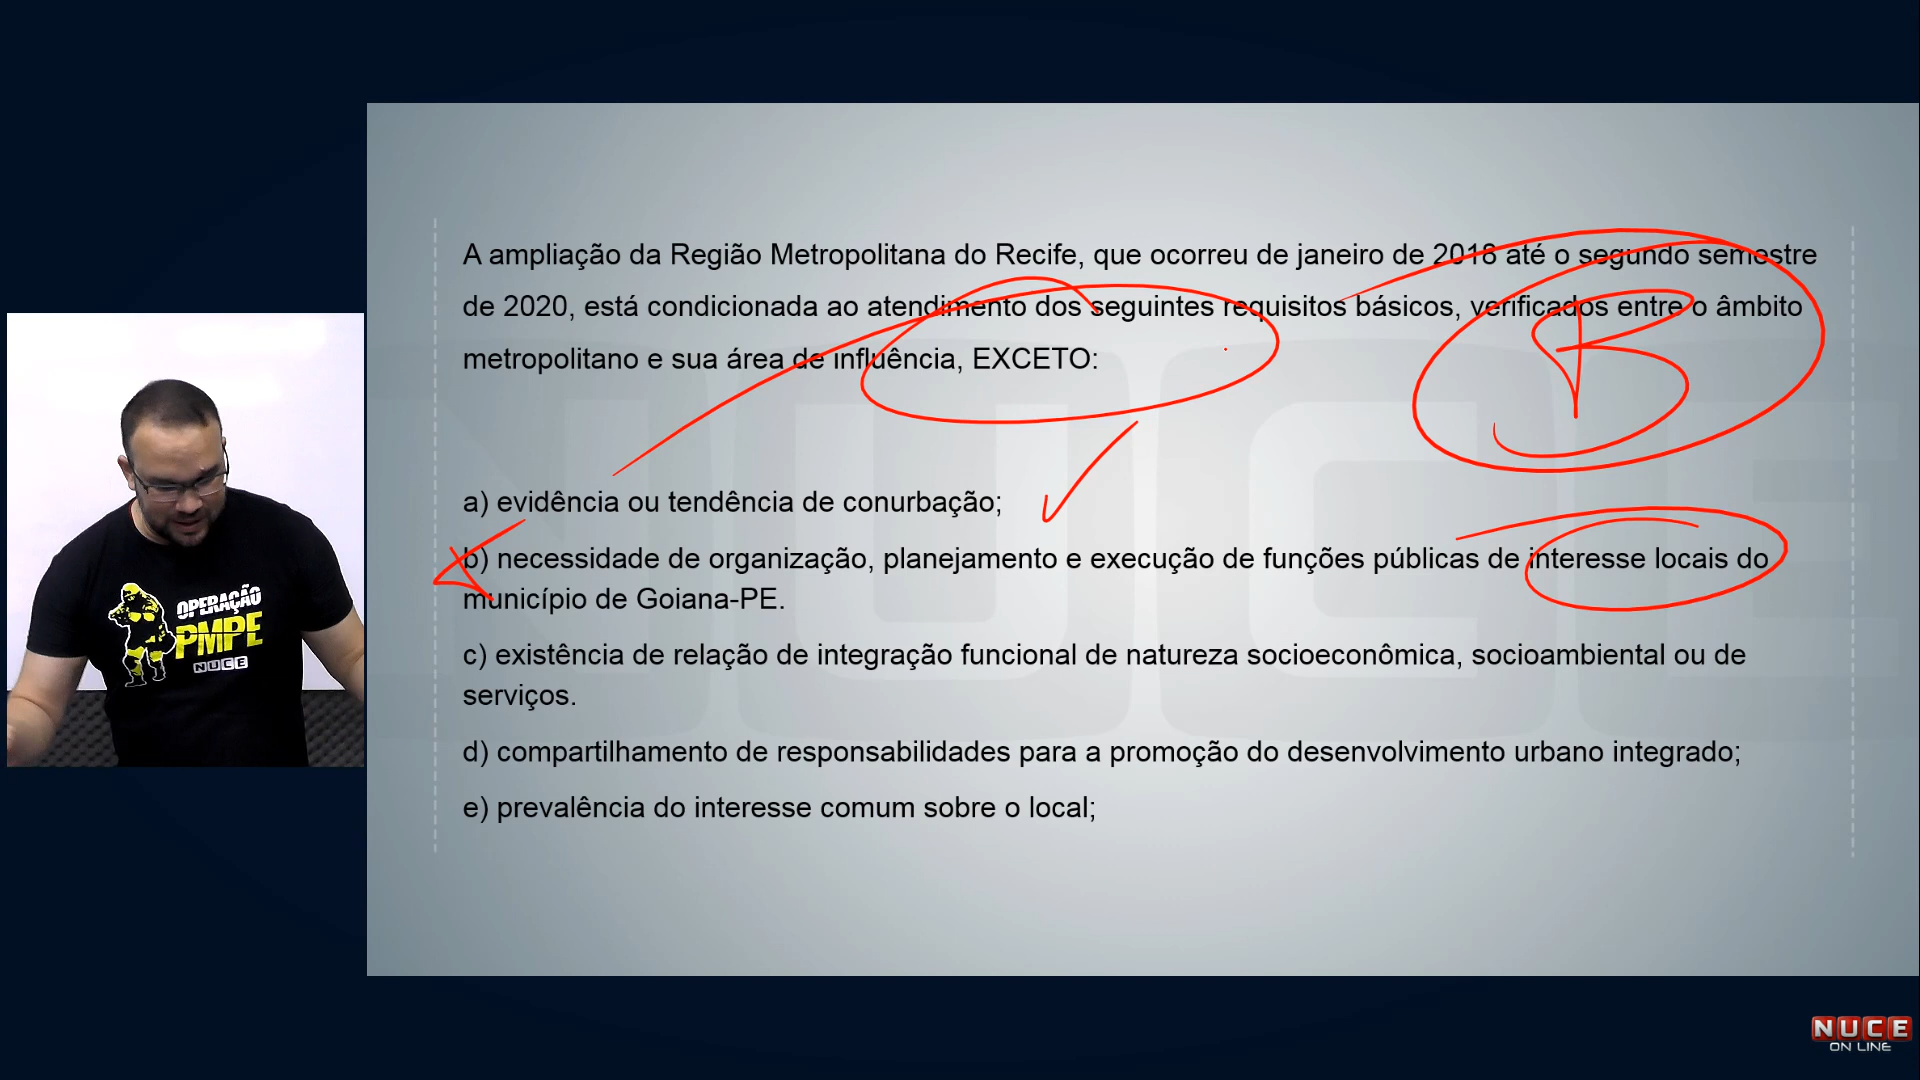 A ampliação da Região Metropolitana do Recife, que ocorreu de janeiro de 2018 até o segundo semestre
de 2020, está condicionada ao atendimento dos seguintes requisitos básicos, verificados entre o âmbito
metropolitano e sua área de influência, EXCETO:
B
a) evidência ou tendência de conurbação;
b) necessidade de organização, planejamento e execução de funções públicas de interesse locais do
município de Goiana-PE.
c) existência de relação de integração funcional de natureza socioeconômica, socioambiental ou de
serviços.
d) compartilhamento de responsabilidades para a promoção do desenvolvimento urbano integrado;
e) prevalência do interesse comum sobre o local;
OPERAÇÃO
PMPE
NUCE
NUCE
NUCE
ON LINE